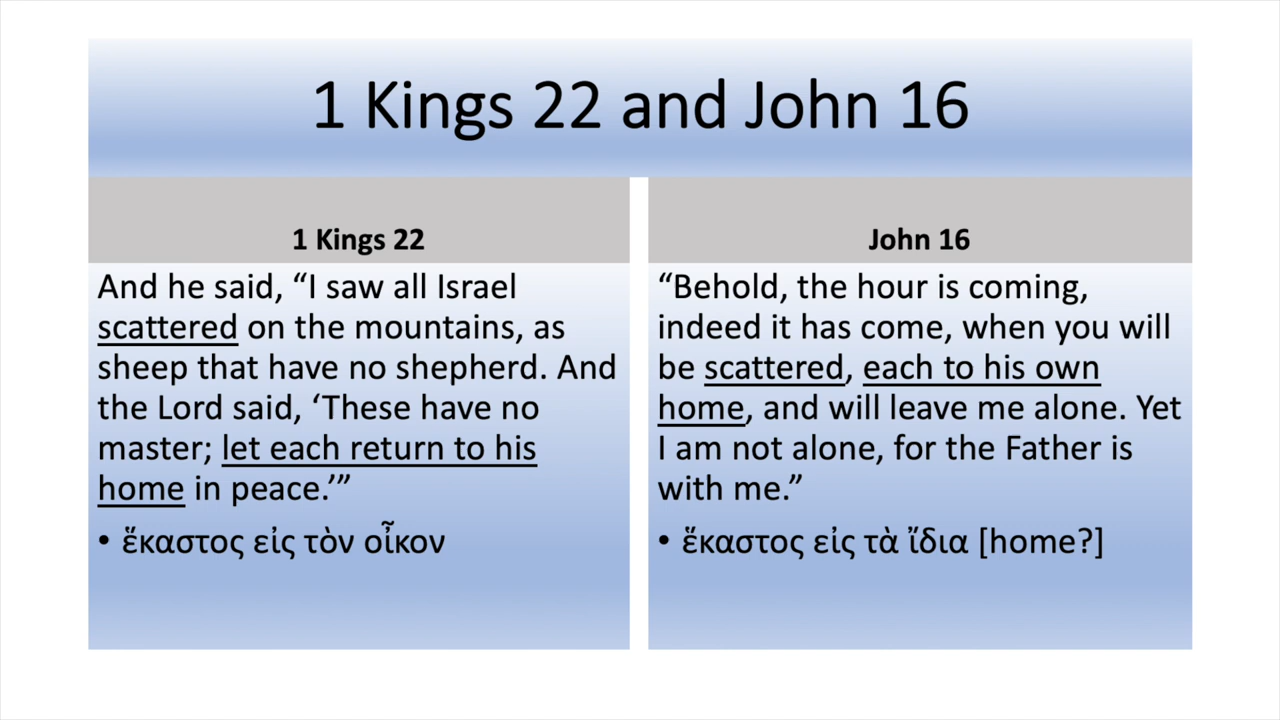 1 Kings 22 and John 16
1 Kings 22
And he said, “I saw all Israel
scattered on the mountains, as
sheep that have no shepherd. And
the Lord said, ‘These have no
master; let each return to his
home in peace.’”
• ἕκαστος εἰς τὸν οἶκον
John 16
“Behold, the hour is coming,
indeed it has come, when you will
be scattered, each to his own
home, and will leave me alone. Yet
I am not alone, for the Father is
with me.”
• ἕκαστος εἰς τὰ ἴδια [home?]